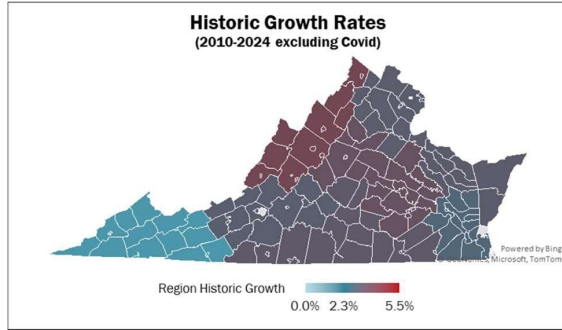 Historic Growth Rates
(2010-2024 excluding Covid)
Powered by Bing
© GeoNames, Microsoft, TomTom
Region Historic Growth
0.0% 2.3% 5.5%